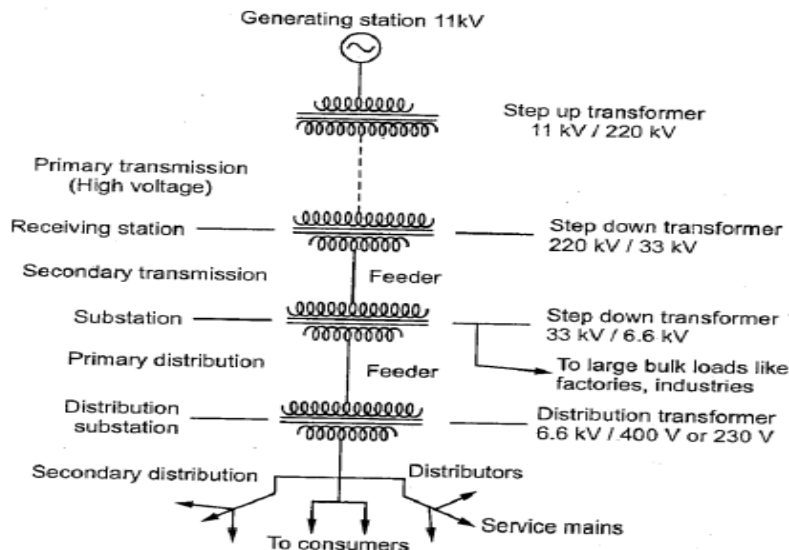 Generating station 11kV
Step up transformer
11 kV / 220 kV
Primary transmission
(High voltage)
Receiving station
Step down transformer
220 kV / 33 kV
Secondary transmission
Feeder
Substation
Step down transformer
33 kV / 6.6 kV
Primary distribution
Feeder
To large bulk loads like
factories, industries
Distribution
substation
Distribution transformer
6.6 kV / 400 V or 230 V
Secondary distribution
Distributors
Service mains
To consumers